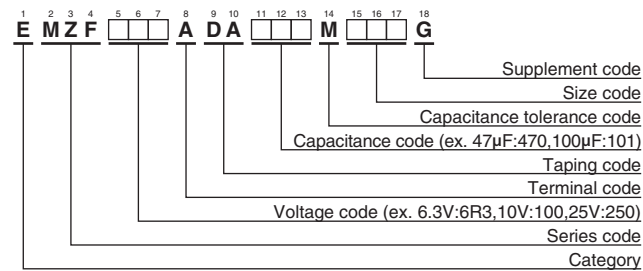 1 2 3 4 5 6 7 8 9 10 11 12 13 14 15 16 17 18
E M Z F A D A M G
Supplement code
Size code
Capacitance tolerance code
Capacitance code (ex. 47µF:470,100µF:101)
Taping code
Terminal code
Voltage code (ex. 6.3V:6R3,10V:100,25V:250)
Series code
Category